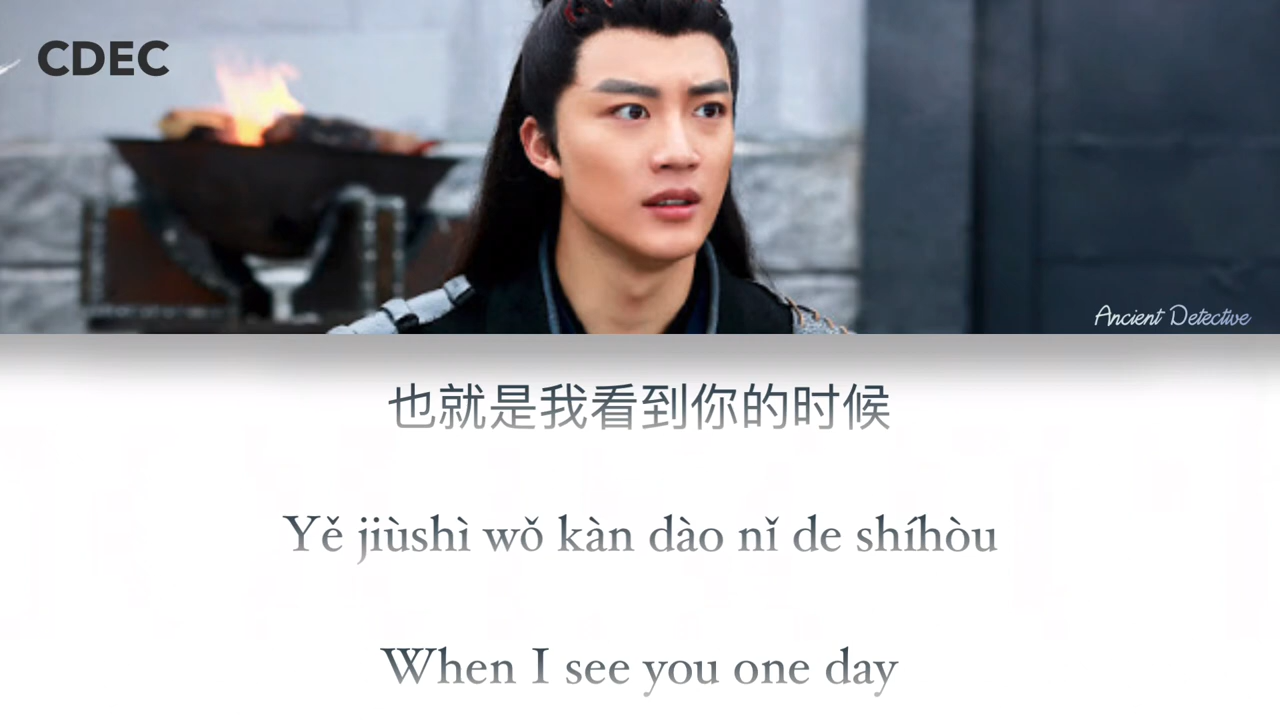 CDEC
Ancient Detective
也就是我看到你的时候
Yě jiùshì wǒ kàn dào nǐ de shíhòu
When I see you one day